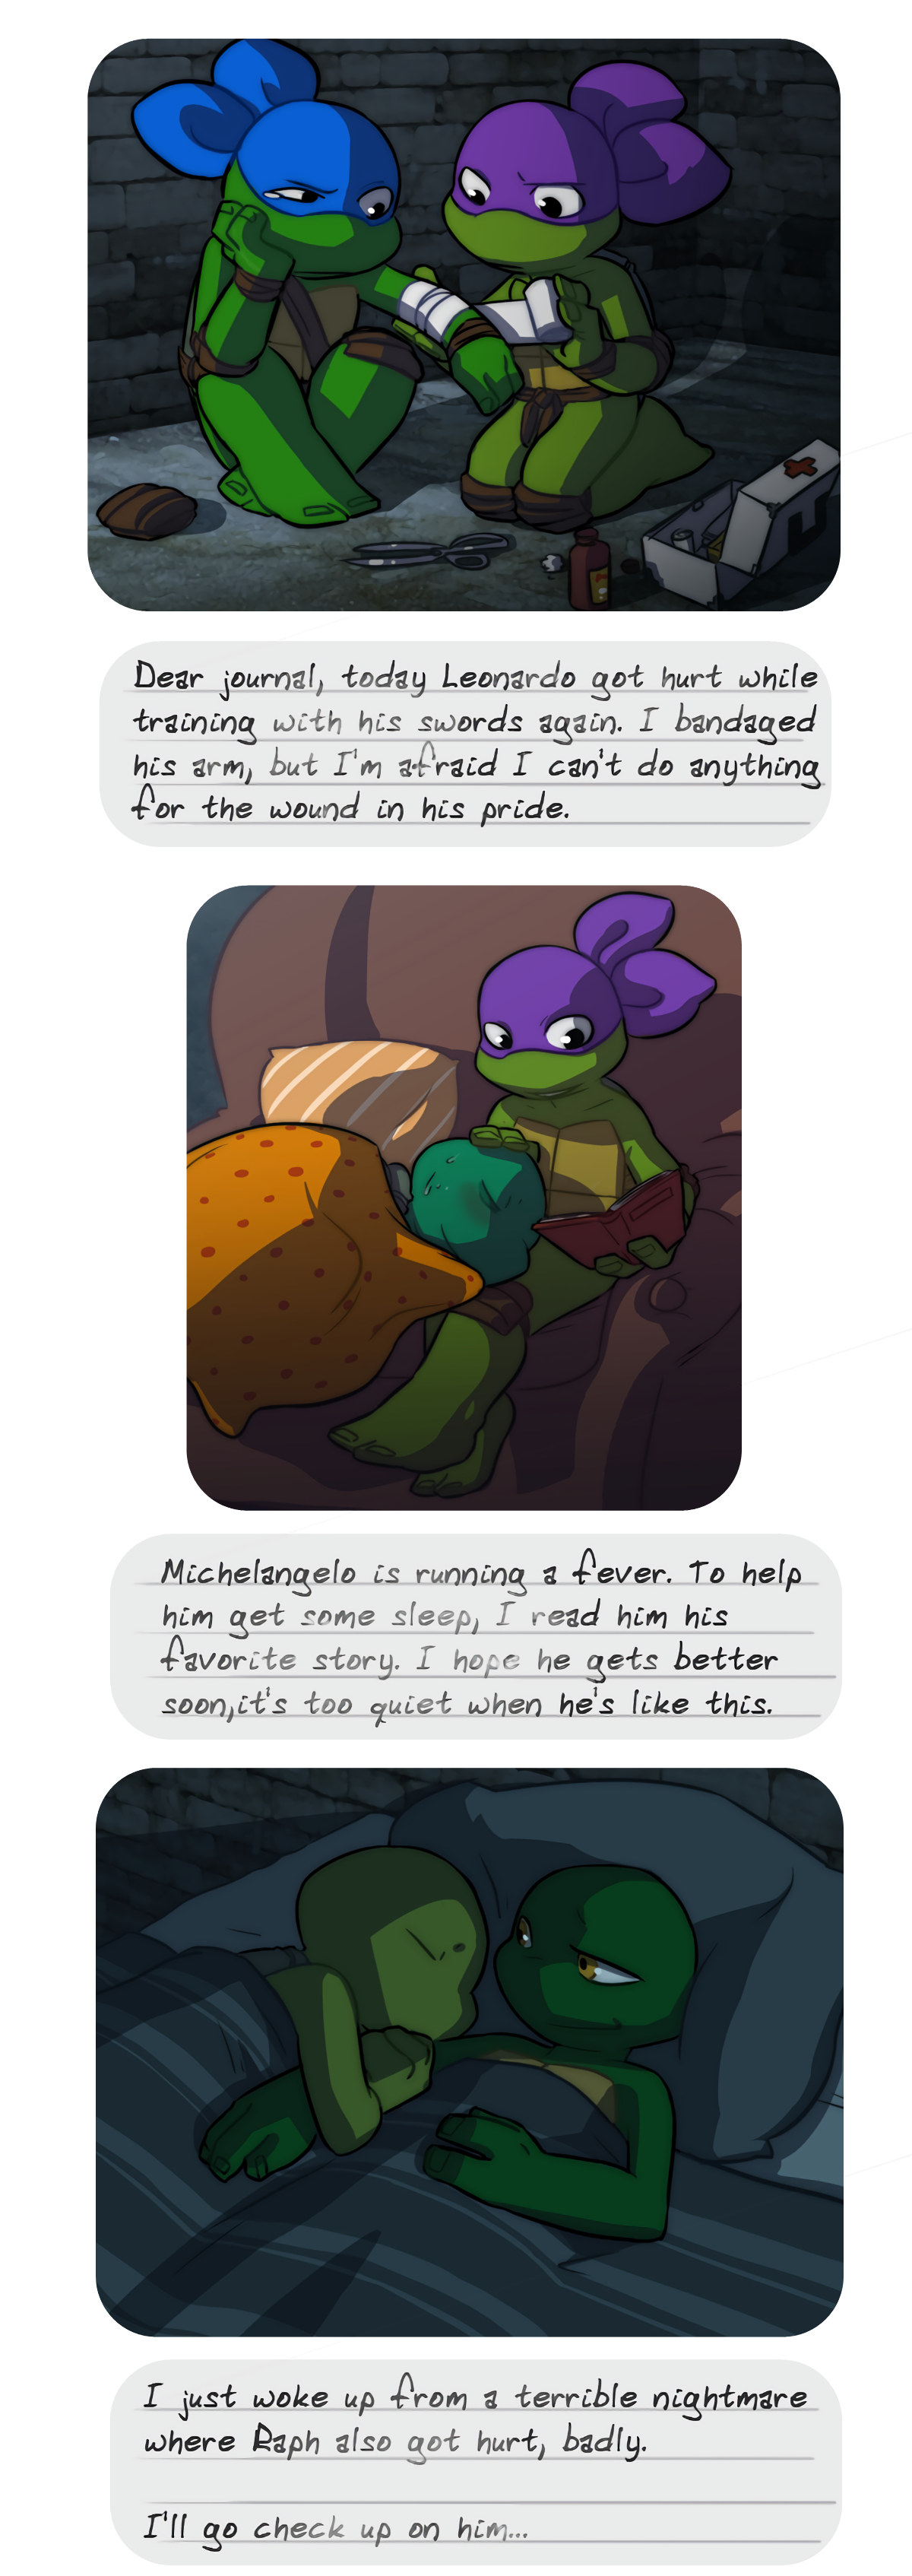 Dear journal, today Leonardo got hurt while
training with his swords again. I bandaged
his arm, but I'm afraid I can't do anything
for the wound in his pride.
Michelangelo is running a fever. To help
him get some sleep, I read him his
favorite story. I hope he gets better
soon,it's too quiet when he's like this.
I just woke up from a terrible nightmare
where Raph also got hurt, badly.
I'll go check up on him...